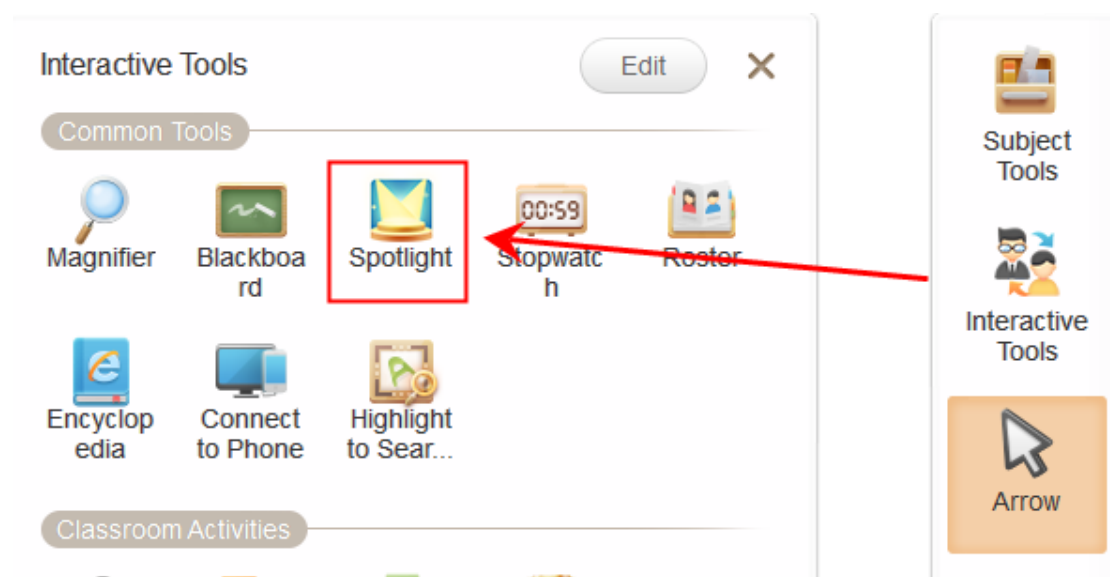 Interactive Tools
Edit
Common Tools
Magnifier
Blackboa
rd
Spotlight
00:59
Stopwatc
h
Roster
Encyclop
edia
Connect
to Phone
Highlight
to Sear...
Classroom Activities
Subject
Tools
Interactive
Tools
Arrow